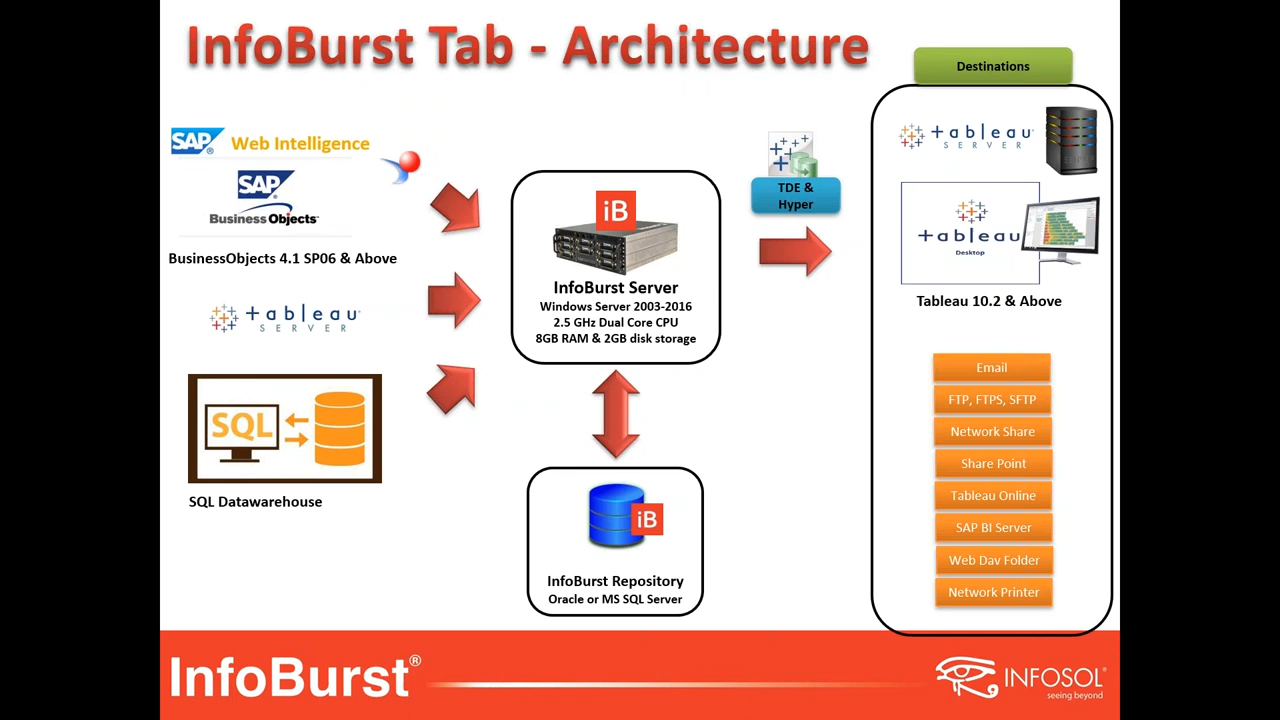 InfoBurst Tab - Architecture
Destinations
SAP® Web Intelligence
SAP®
BusinessObjects™
BusinessObjects 4.1 SP06 & Above
tableau®
SERVER
SQL
SQL Datawarehouse
iB
InfoBurst Server
Windows Server 2003-2016
2.5 GHz Dual Core CPU
8GB RAM & 2GB disk storage
iB
InfoBurst Repository
Oracle or MS SQL Server
TDE &
Hyper
tableau®
SERVER
tableau
Desktop
Tableau 10.2 & Above
Email
FTP, FTPS, SFTP
Network Share
Share Point
Tableau Online
SAP BI Server
Web Dav Folder
Network Printer
InfoBurst®
INFOSOL®
seeing beyond